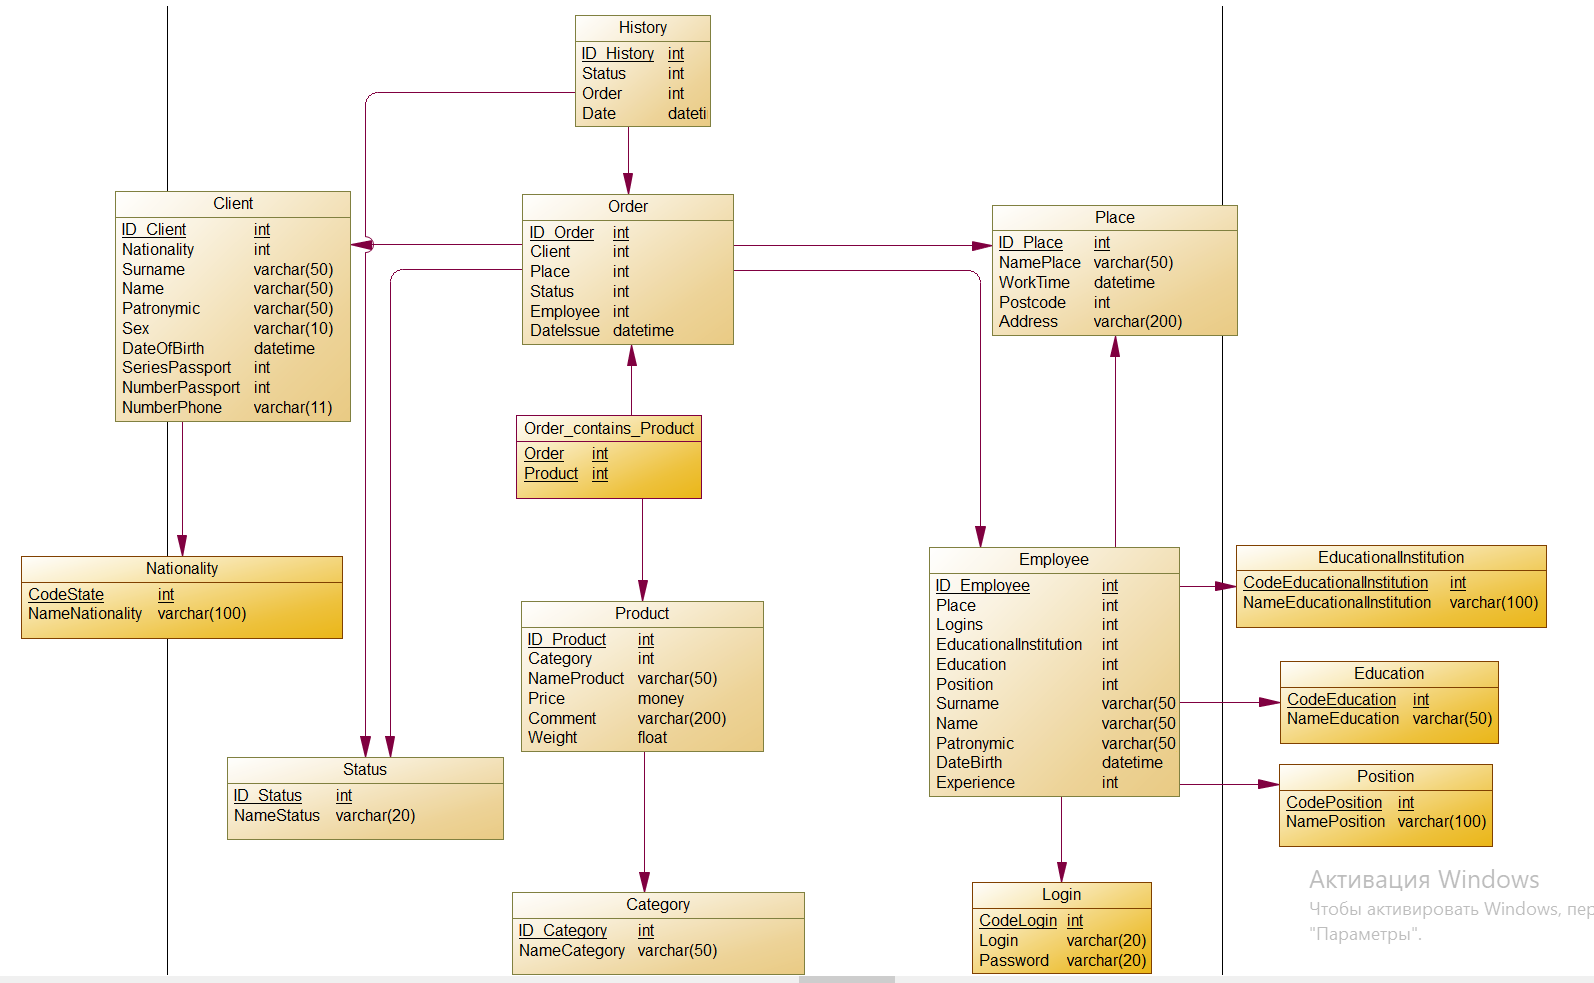 History
ID_History int
Status int
Order int
Date dateti
Client
ID_Client int
Nationality int
Surname varchar(50)
Name varchar(50)
Patronymic varchar(50)
Sex varchar(10)
DateOfBirth datetime
SeriesPassport int
NumberPassport int
NumberPhone varchar(11)
Order
ID_Order int
Client int
Place int
Status int
Employee int
DateIssue datetime
Place
ID_Place int
NamePlace varchar(50)
WorkTime datetime
Postcode int
Address varchar(200)
Order_contains_Product
Order int
Product int
Nationality
CodeState int
NameNationality varchar(100)
Product
ID_Product int
Category int
NameProduct varchar(50)
Price money
Comment varchar(200)
Weight float
Employee
ID_Employee int
Place int
Logins int
EducationalInstitution int
Education int
Position int
Surname varchar(50
Name varchar(50
Patronymic varchar(50
DateBirth datetime
Experience int
EducationalInstitution
CodeEducationalInstitution int
NameEducationalInstitution varchar(100)
Education
CodeEducation int
NameEducation varchar(50)
Position
CodePosition int
NamePosition varchar(100)
Status
ID_Status int
NameStatus varchar(20)
Category
ID_Category int
NameCategory varchar(50)
Login
CodeLogin int
Login varchar(20)
Password varchar(20)
Активация Windows
Чтобы активировать Windows, пер
"Параметры".